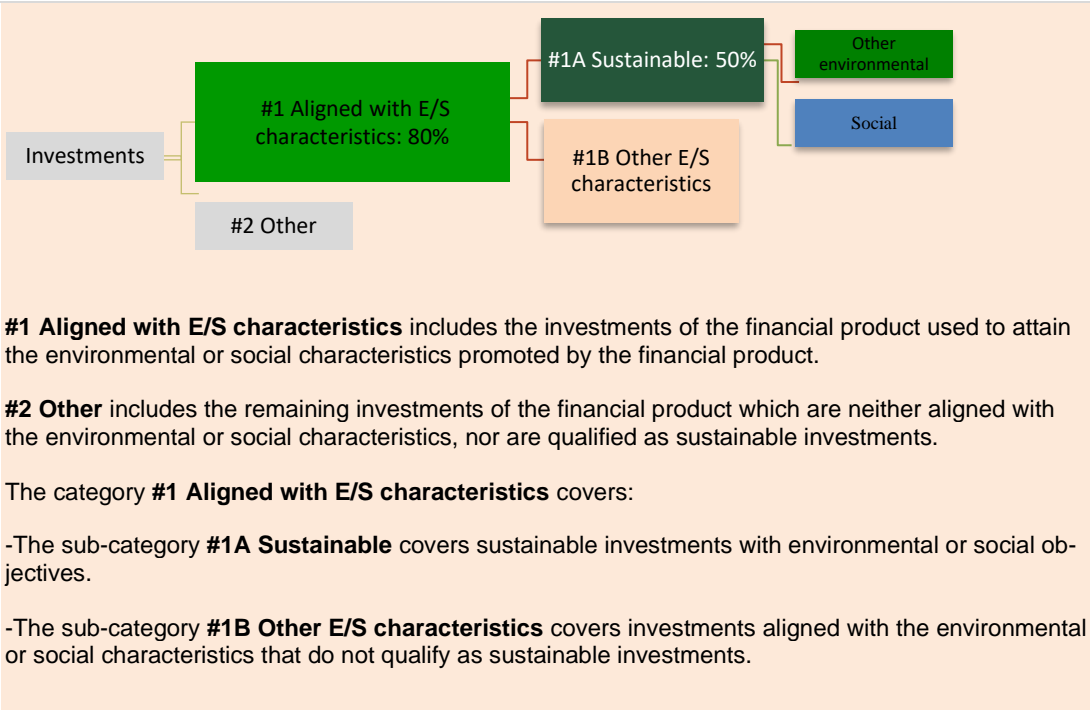 Investments
#1 Aligned with E/S
characteristics: 80%
#2 Other
#1A Sustainable: 50%
#1B Other E/S
characteristics
Other
environmental
Social
#1 Aligned with E/S characteristics includes the investments of the financial product used to attain
the environmental or social characteristics promoted by the financial product.
#2 Other includes the remaining investments of the financial product which are neither aligned with
the environmental or social characteristics, nor are qualified as sustainable investments.
The category #1 Aligned with E/S characteristics covers:
-The sub-category #1A Sustainable covers sustainable investments with environmental or social ob-
jectives.
-The sub-category #1B Other E/S characteristics covers investments aligned with the environmental
or social characteristics that do not qualify as sustainable investments.